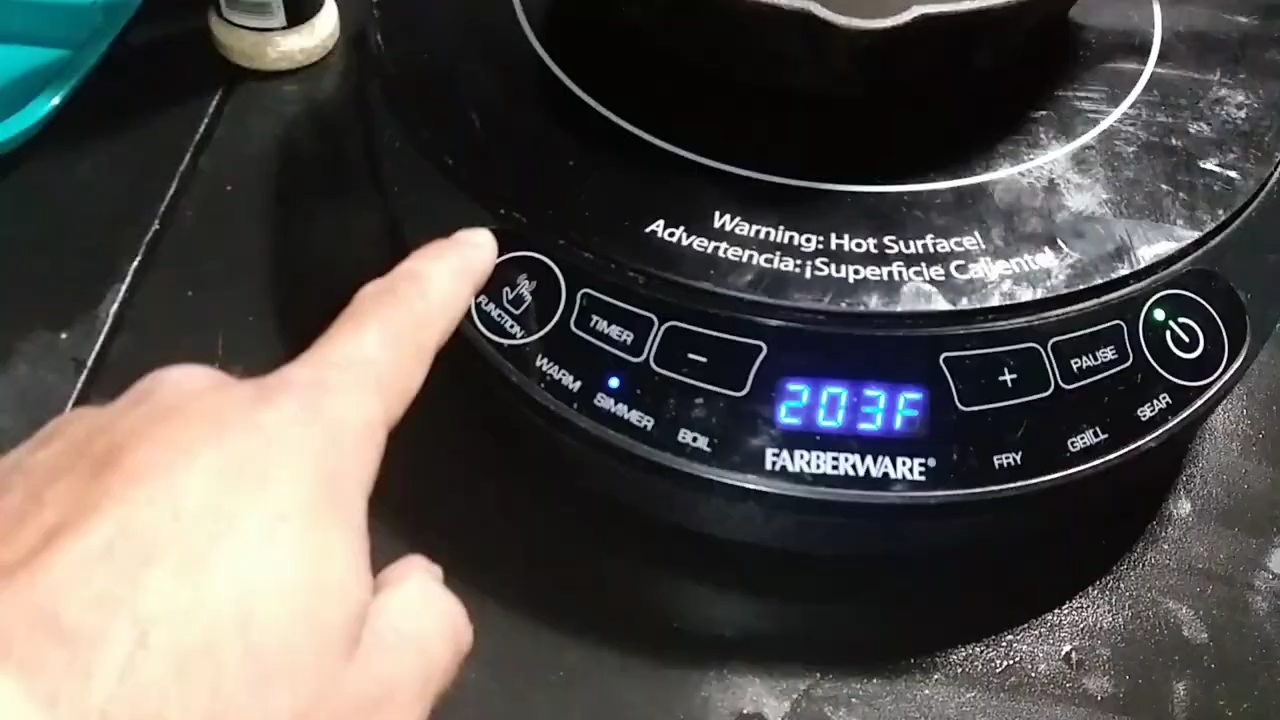 Warning: Hot Surface!
Advertencia: ¡Superficie Caliente!
FUNCTION
TIMER
−
+
PAUSE
203F
WARM
SIMMER
BOIL
FARBERWARE®
FRY
GRILL
SEAR